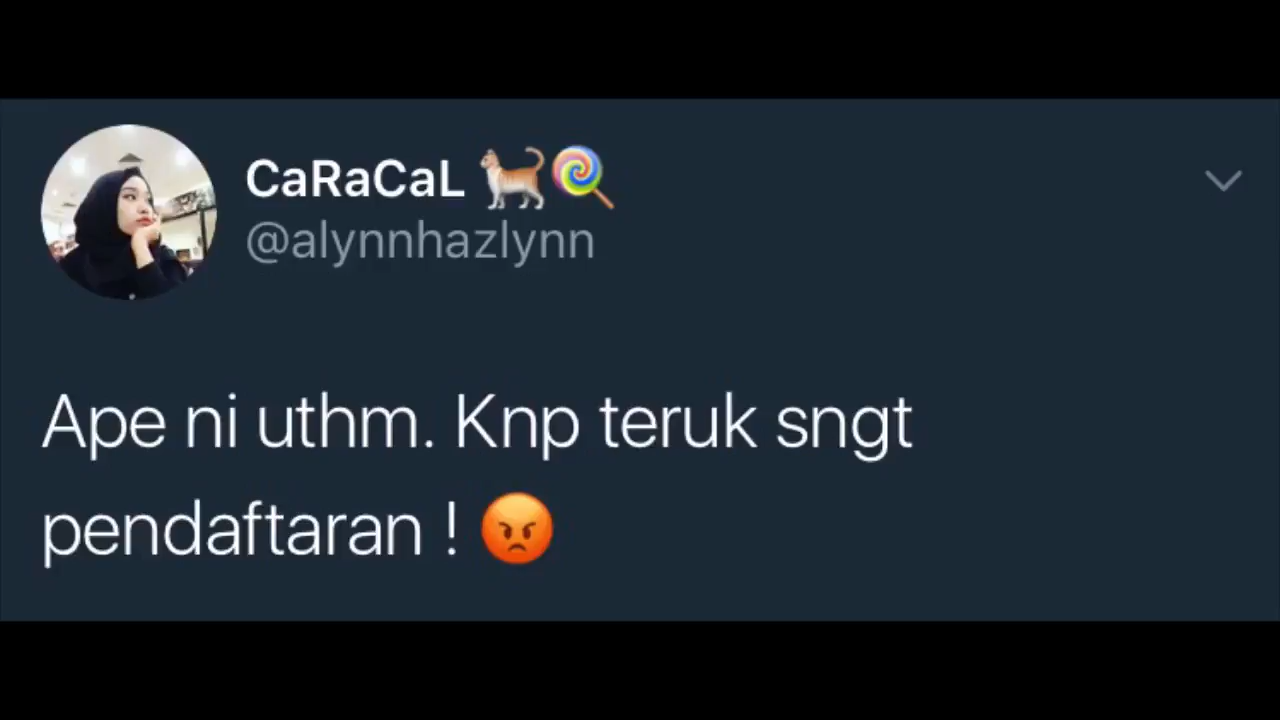 CaRaCaL 🐈🍭
@alynnhazlynn
Ape ni uthm. Knp teruk sngt
pendaftaran ! 😡